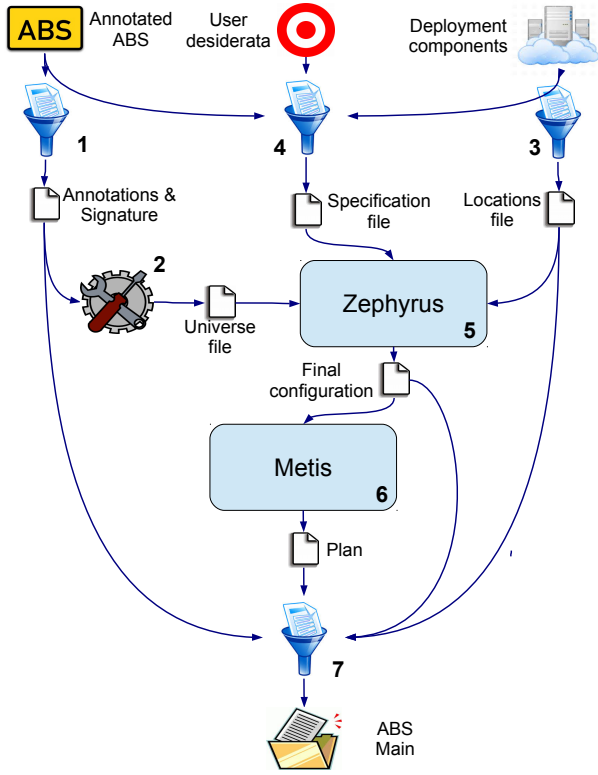 ABS
Annotated
ABS
User
desiderata
Deployment
components
1
4
3
Annotations &
Signature
Specification
file
Locations
file
2
Universe
file
Zephyrus
5
Final
configuration
Metis
6
Plan
7
ABS
Main